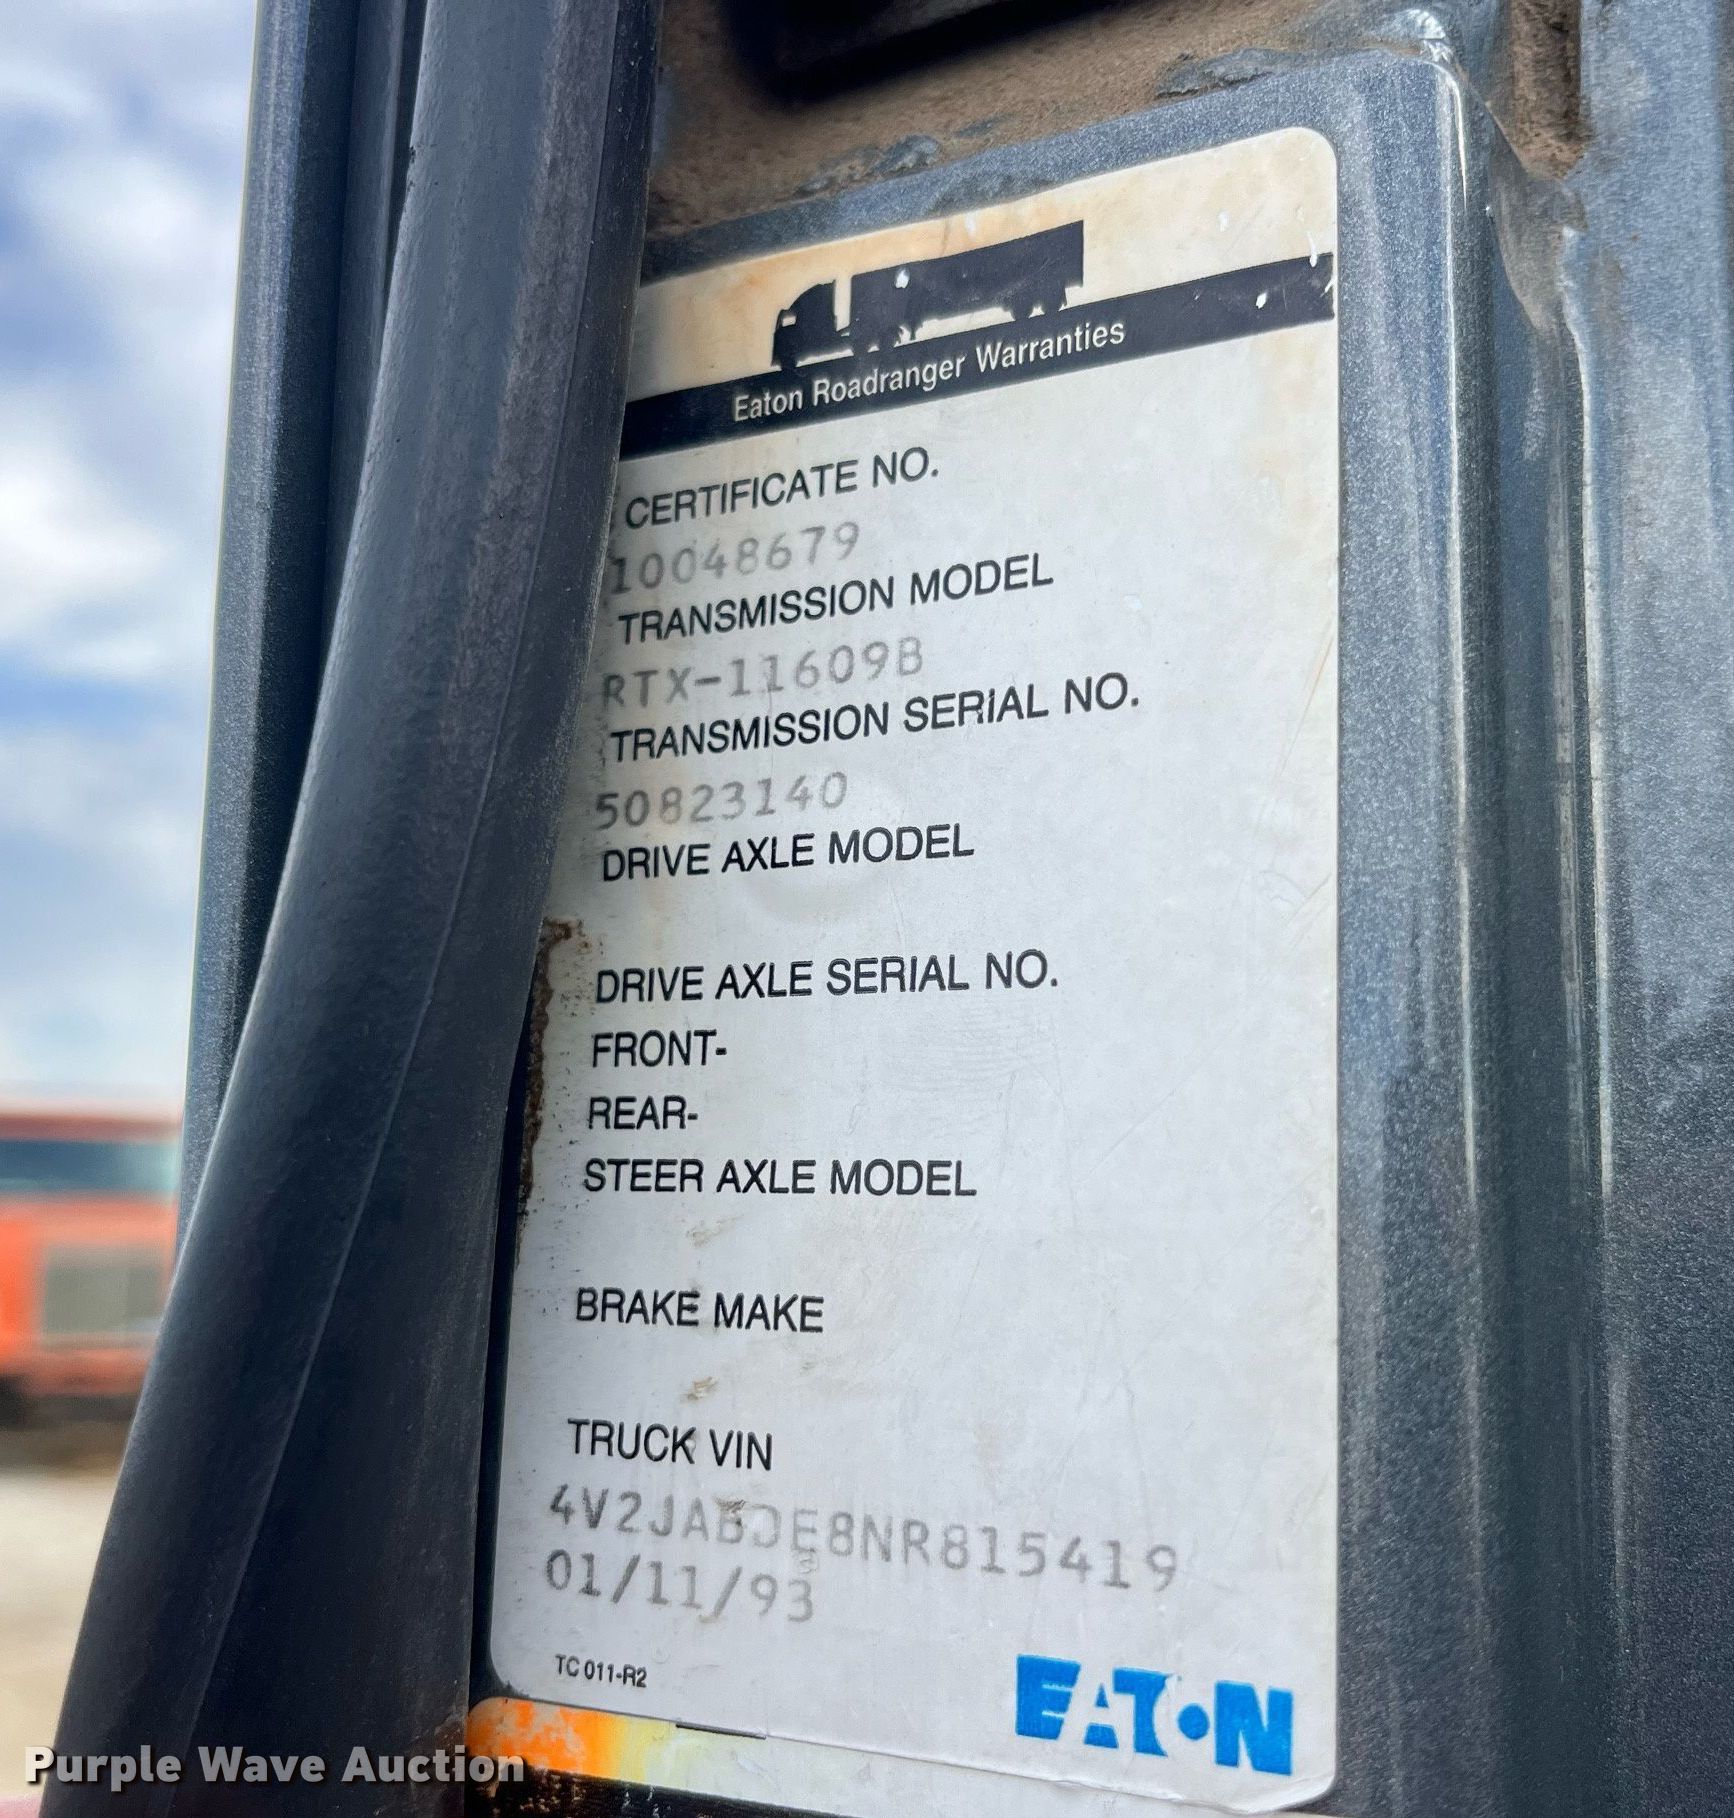 Eaton Roadranger Warranties
CERTIFICATE NO.
10048679
TRANSMISSION MODEL
RTX-11609B
TRANSMISSION SERIAL NO.
50823140
DRIVE AXLE MODEL
DRIVE AXLE SERIAL NO.
FRONT-
REAR-
STEER AXLE MODEL
BRAKE MAKE
TRUCK VIN
4V2JABDE8NR815419
01/11/93
TC 011-R2
EATON
Purple Wave Auction